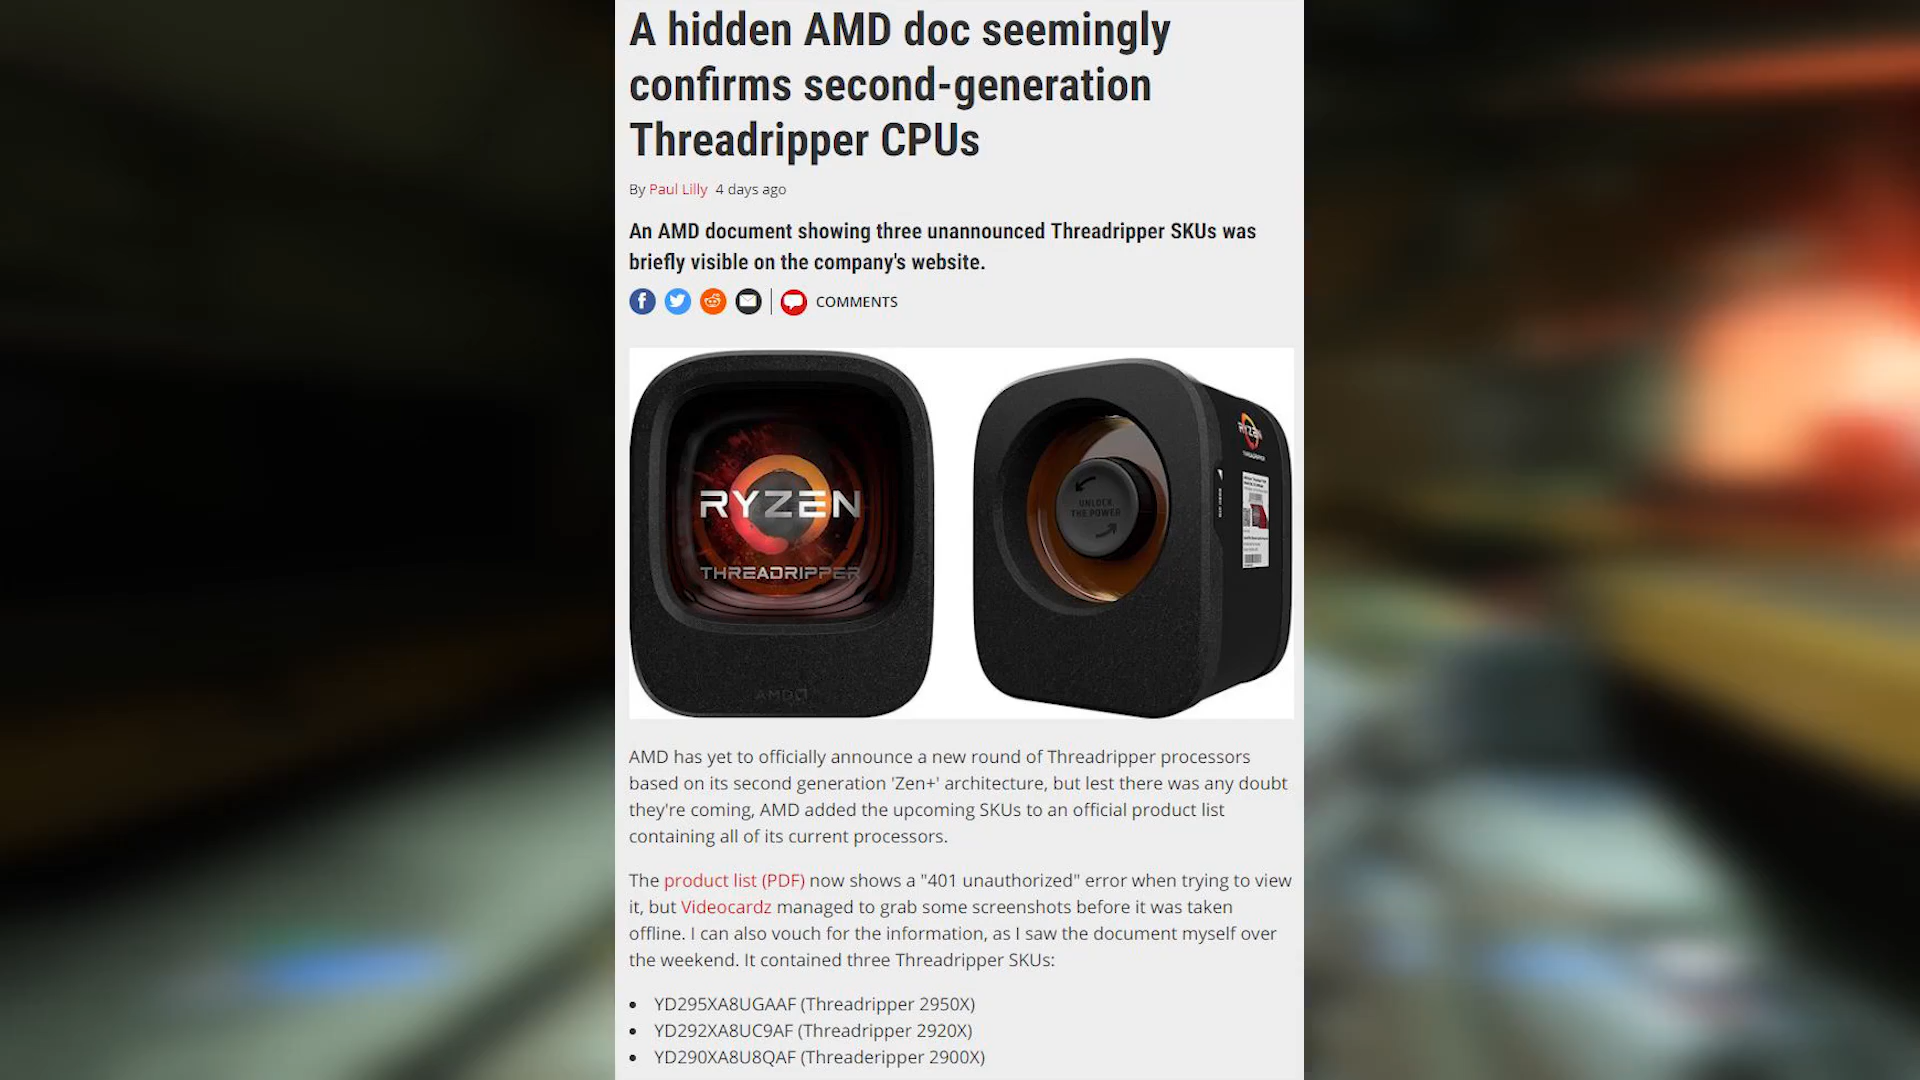 A hidden AMD doc seemingly
confirms second-generation
Threadripper CPUs
By Paul Lilly 4 days ago
An AMD document showing three unannounced Threadripper SKUs was
briefly visible on the company's website.
COMMENTS
RYZEN
THREADRIPPER
AMD
UNLOCK
THE POWER
RYZEN
THREADRIPPER
AMD has yet to officially announce a new round of Threadripper processors
based on its second generation 'Zen+' architecture, but lest there was any doubt
they're coming, AMD added the upcoming SKUs to an official product list
containing all of its current processors.
The product list (PDF) now shows a "401 unauthorized" error when trying to view
it, but Videocardz managed to grab some screenshots before it was taken
offline. I can also vouch for the information, as I saw the document myself over
the weekend. It contained three Threadripper SKUs:
• YD295XA8UGAAF (Threadripper 2950X)
• YD292XA8UC9AF (Threadripper 2920X)
• YD290XA8U8QAF (Threaderipper 2900X)